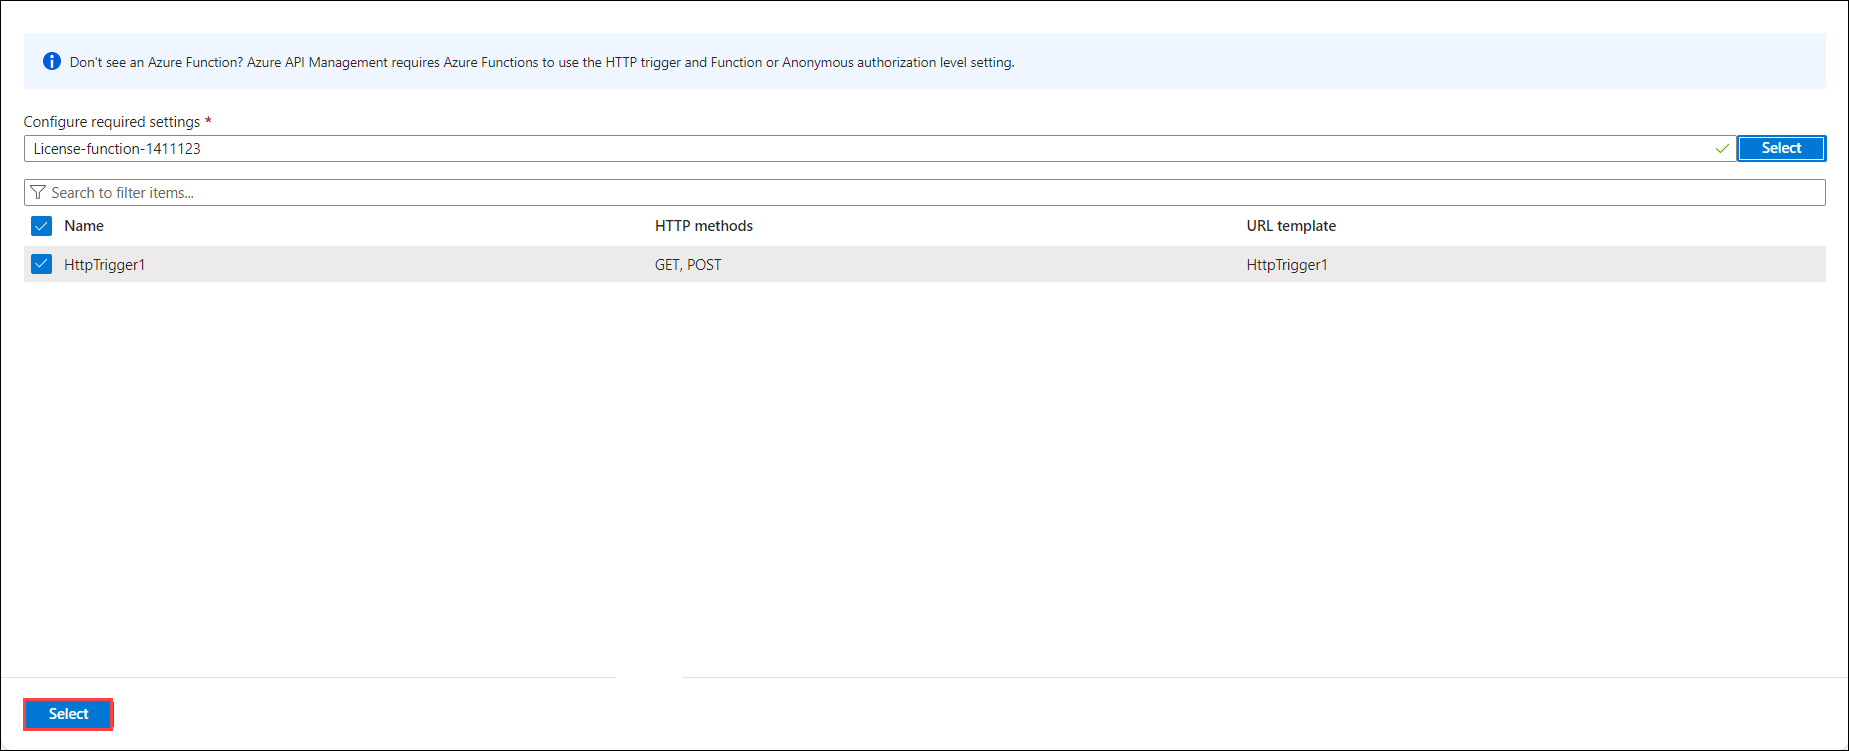 Don't see an Azure Function? Azure API Management requires Azure Functions to use the HTTP trigger and Function or Anonymous authorization level setting.
Configure required settings *
License-function-1411123
Select
Search to filter items...
Name HTTP methods URL template
HttpTrigger1 GET, POST HttpTrigger1
Select